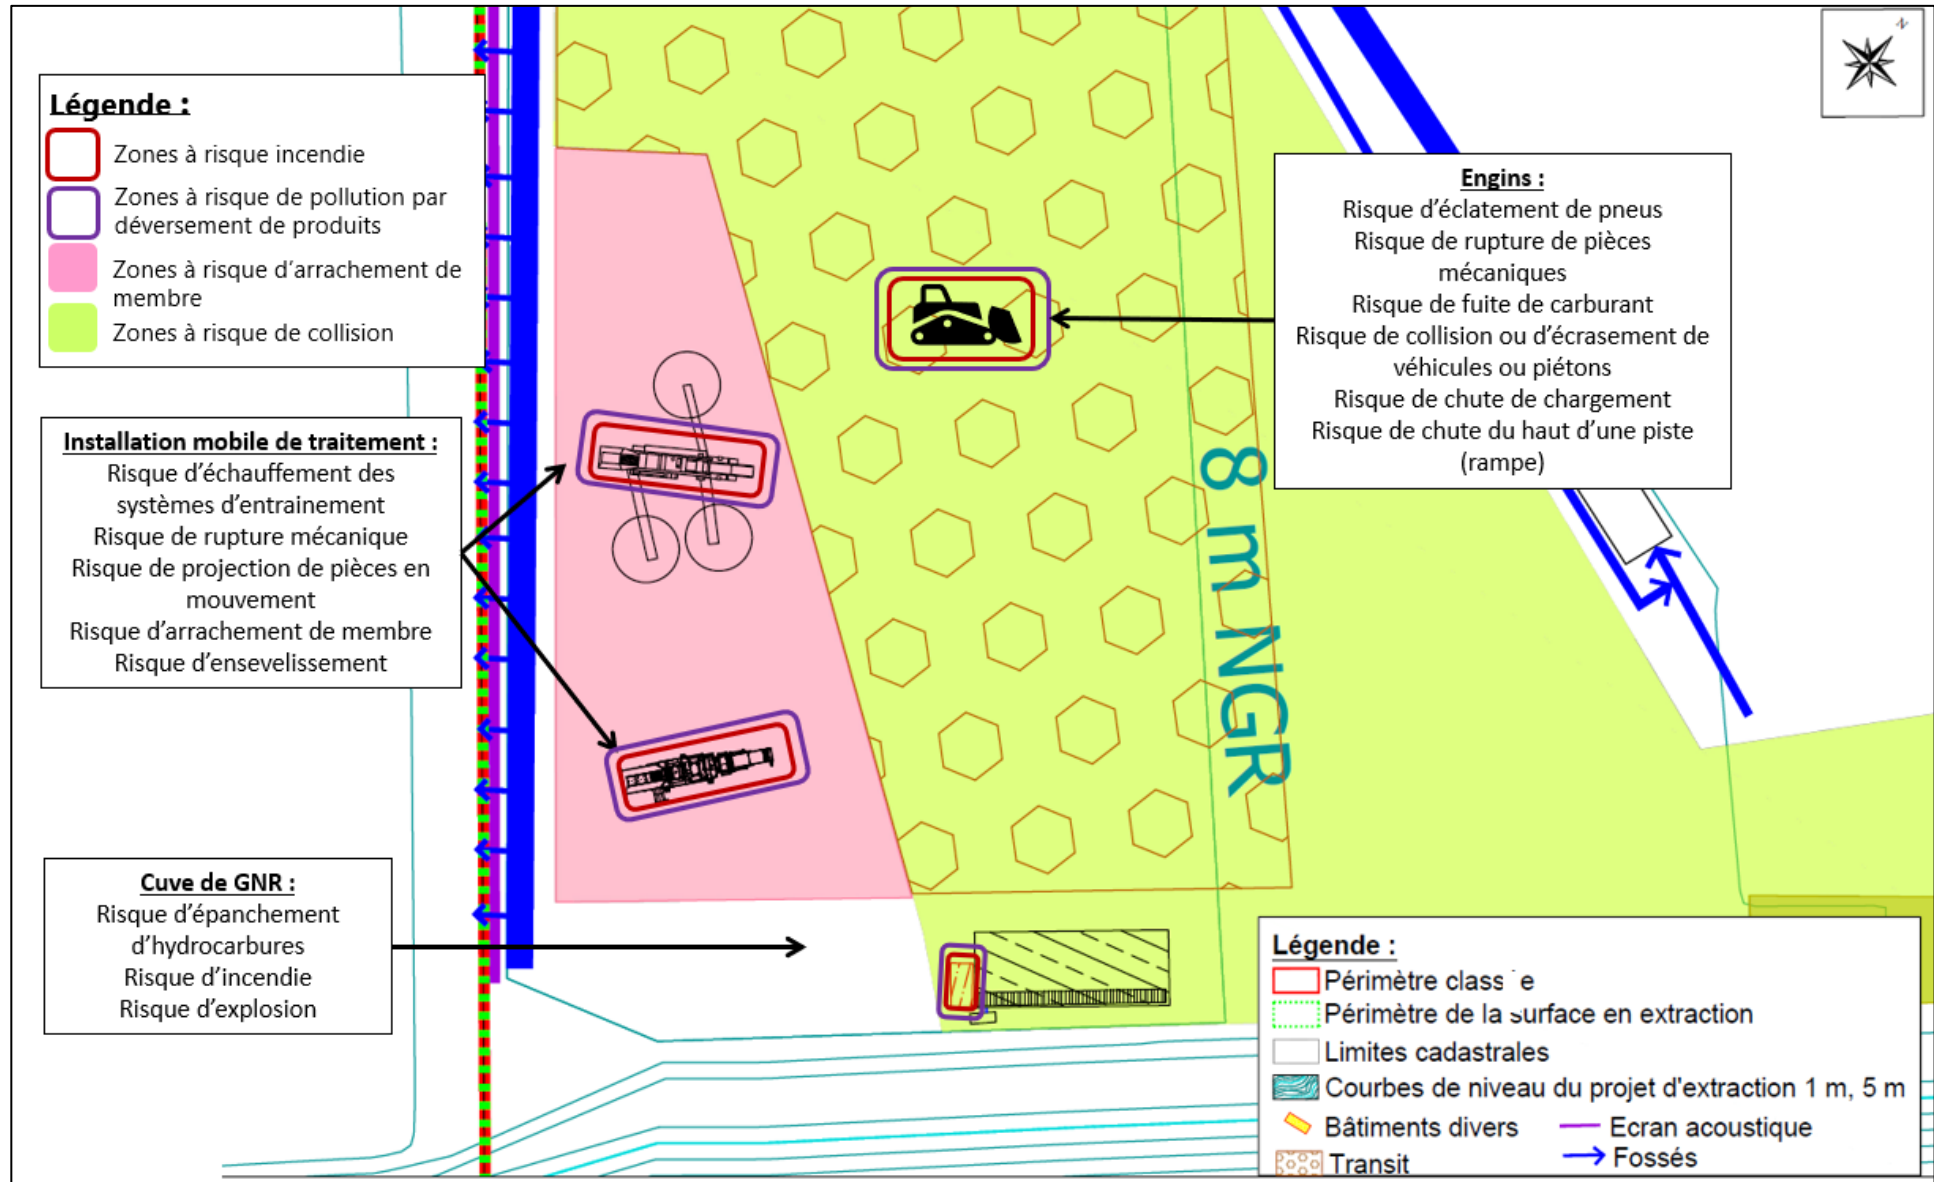 N
Légende :
Zones à risque incendie
Zones à risque de pollution par
déversement de produits
Zones à risque d'arrachement de
membre
Zones à risque de collision
Engins :
Risque d'éclatement de pneus
Risque de rupture de pièces
mécaniques
Risque de fuite de carburant
Risque de collision ou d'écrasement de
véhicules ou piétons
Risque de chute de chargement
Risque de chute du haut d'une piste
(rampe)
Installation mobile de traitement :
Risque d'échauffement des
systèmes d'entrainement
Risque de rupture mécanique
Risque de projection de pièces en
mouvement
Risque d'arrachement de membre
Risque d'ensevelissement
8 m NGR
Cuve de GNR :
Risque d'épanchement
d'hydrocarbures
Risque d'incendie
Risque d'explosion
Légende :
Périmètre class e
Périmètre de la surface en extraction
Limites cadastrales
Courbes de niveau du projet d'extraction 1 m, 5 m
Bâtiments divers
Ecran acoustique
Transit
Fossés